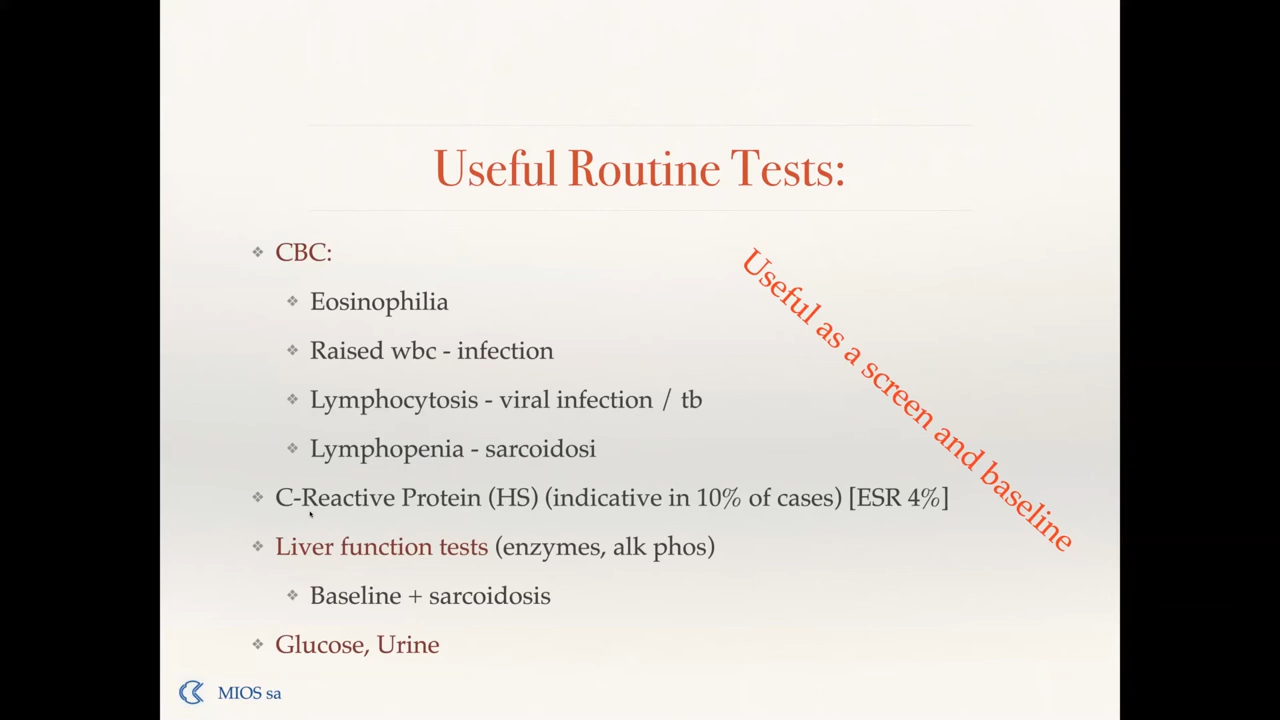 Useful Routine Tests:
CBC:
Eosinophilia
Raised wbc - infection
Lymphocytosis - viral infection / tb
Lymphopenia - sarcoidosi
C-Reactive Protein (HS) (indicative in 10% of cases) [ESR 4%]
Liver function tests (enzymes, alk phos)
Baseline + sarcoidosis
Glucose, Urine
Useful as a screen and baseline
MIOS sa